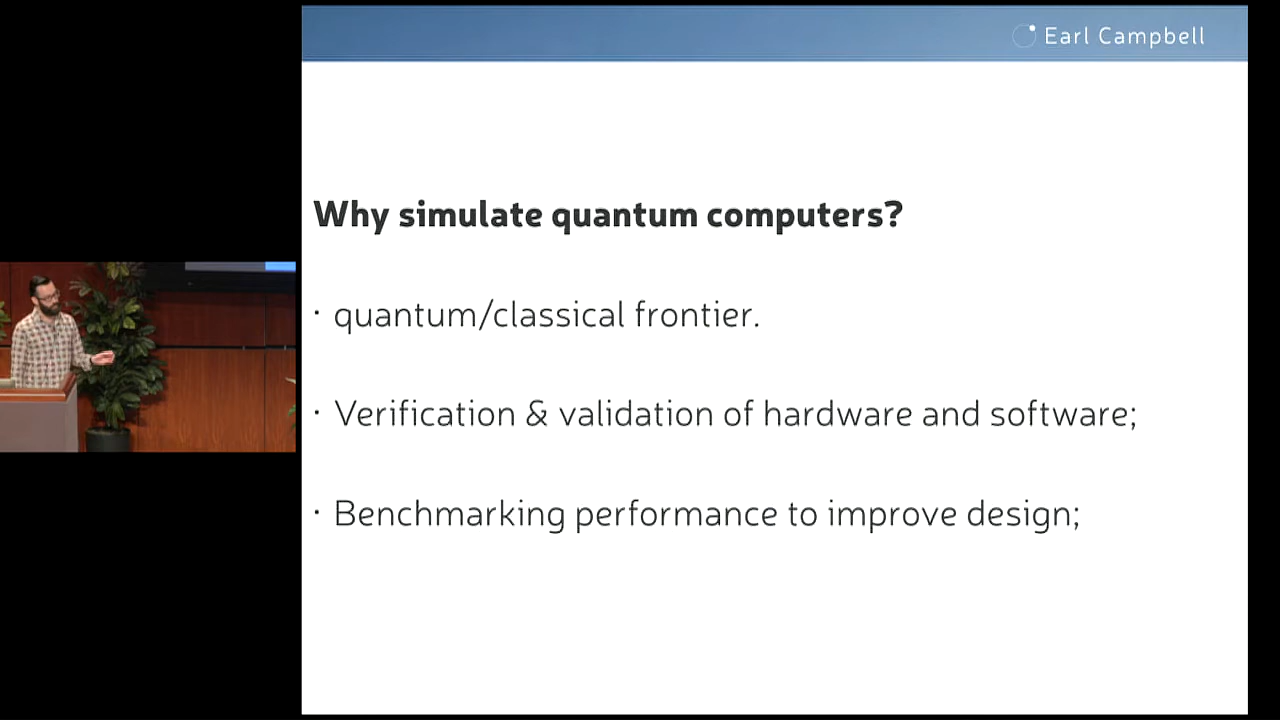 Earl Campbell
Why simulate quantum computers?
· quantum/classical frontier.
· Verification & validation of hardware and software;
· Benchmarking performance to improve design;